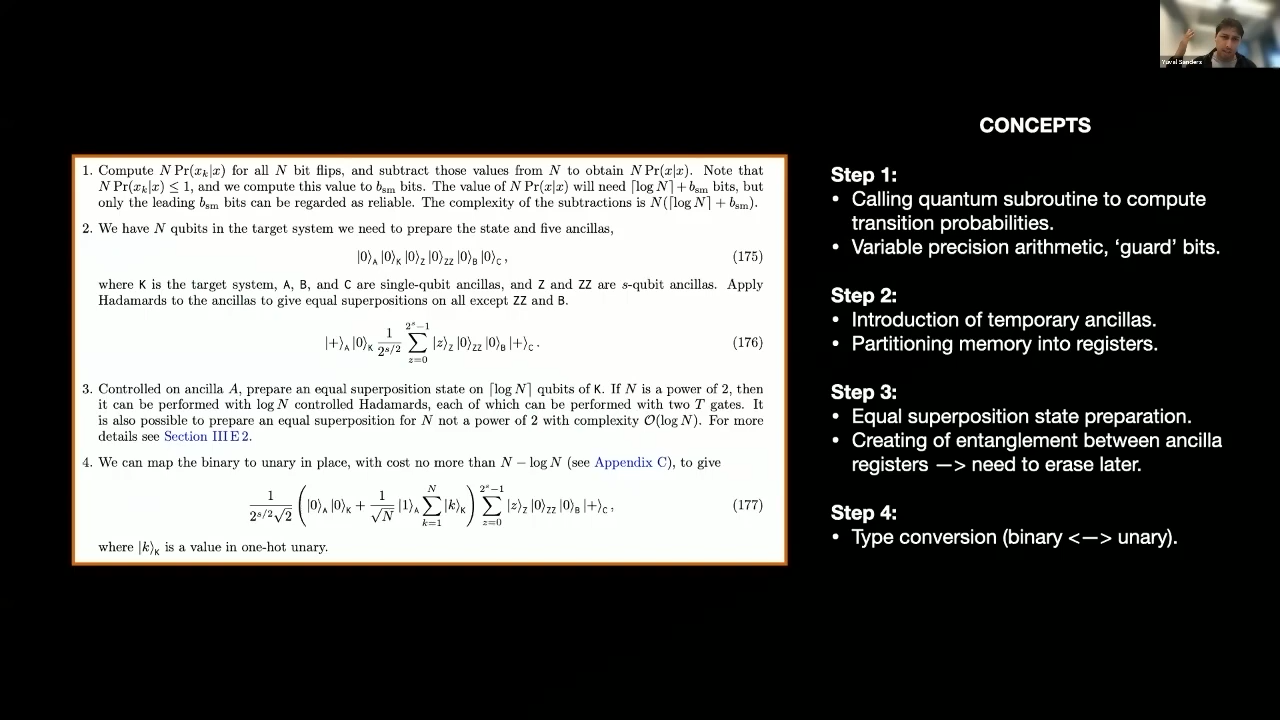 Yuval Sanders
1. Compute N Pr(x_k|x) for all N bit flips, and subtract those values from N to obtain N Pr(x|x). Note that
N Pr(x_k|x) ≤ 1, and we compute this value to b_sm bits. The value of N Pr(x|x) will need ⌈log N⌉ + b_sm bits, but
only the leading b_sm bits can be regarded as reliable. The complexity of the subtractions is N(⌈log N⌉ + b_sm).
2. We have N qubits in the target system we need to prepare the state and five ancillas,
|0⟩_A |0⟩_K |0⟩_Z |0⟩_ZZ |0⟩_B |0⟩_C , (175)
where K is the target system, A, B, and C are single-qubit ancillas, and Z and ZZ are s-qubit ancillas. Apply
Hadamards to the ancillas to give equal superpositions on all except ZZ and B.
|+⟩_A |0⟩_K 1/2^{s/2} ∑_{z=0}^{2^s−1} |z⟩_Z |0⟩_ZZ |0⟩_B |+⟩_C . (176)
3. Controlled on ancilla A, prepare an equal superposition state on ⌈log N⌉ qubits of K. If N is a power of 2, then
it can be performed with log N controlled Hadamards, each of which can be performed with two T gates. It
is also possible to prepare an equal superposition for N not a power of 2 with complexity O(log N). For more
details see Section III E 2.
4. We can map the binary to unary in place, with cost no more than N − log N (see Appendix C), to give
1/(2^{s/2}√2) (|0⟩_A |0⟩_K + 1/√N |1⟩_A ∑_{k=1}^{N} |k⟩_K) ∑_{z=0}^{2^s−1} |z⟩_Z |0⟩_ZZ |0⟩_B |+⟩_C , (177)
where |k⟩_K is a value in one-hot unary.
CONCEPTS
Step 1:
• Calling quantum subroutine to compute
transition probabilities.
• Variable precision arithmetic, ‘guard’ bits.
Step 2:
• Introduction of temporary ancillas.
• Partitioning memory into registers.
Step 3:
• Equal superposition state preparation.
• Creating of entanglement between ancilla
registers —> need to erase later.
Step 4:
• Type conversion (binary <—> unary).